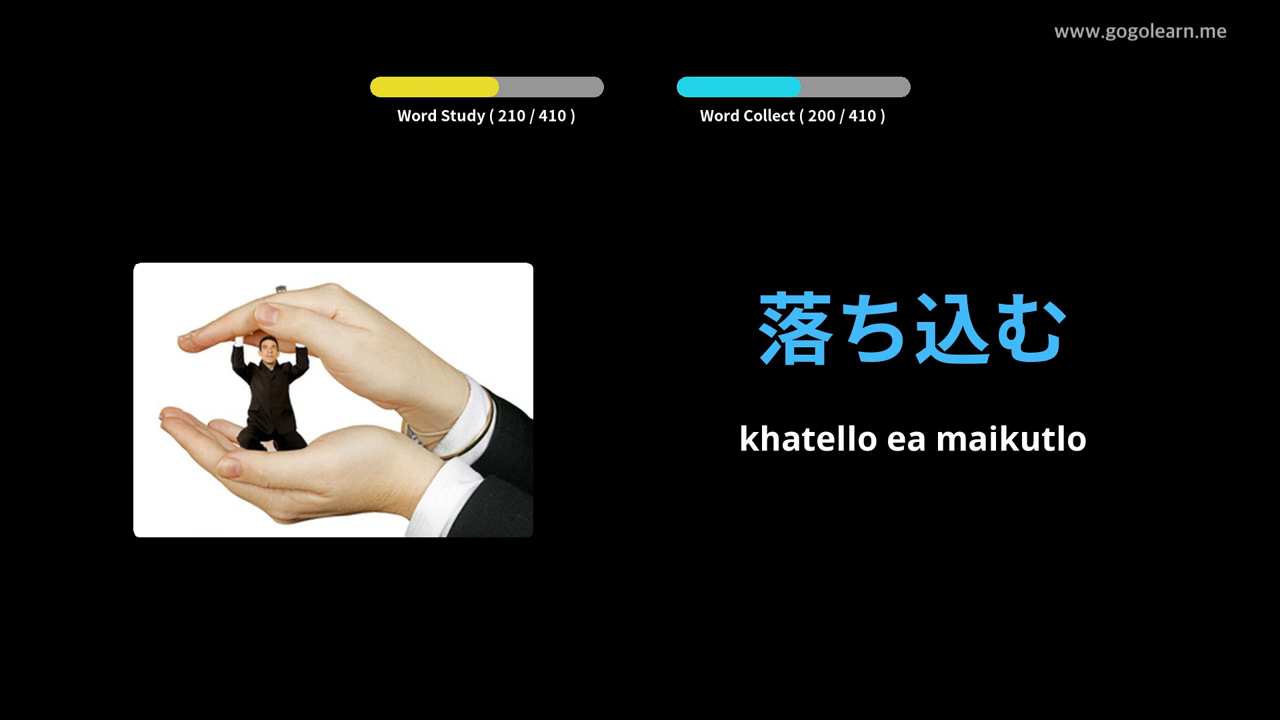 www.gogolearn.me
Word Study ( 210 / 410 )
Word Collect ( 200 / 410 )
落ち込む
khatello ea maikutlo